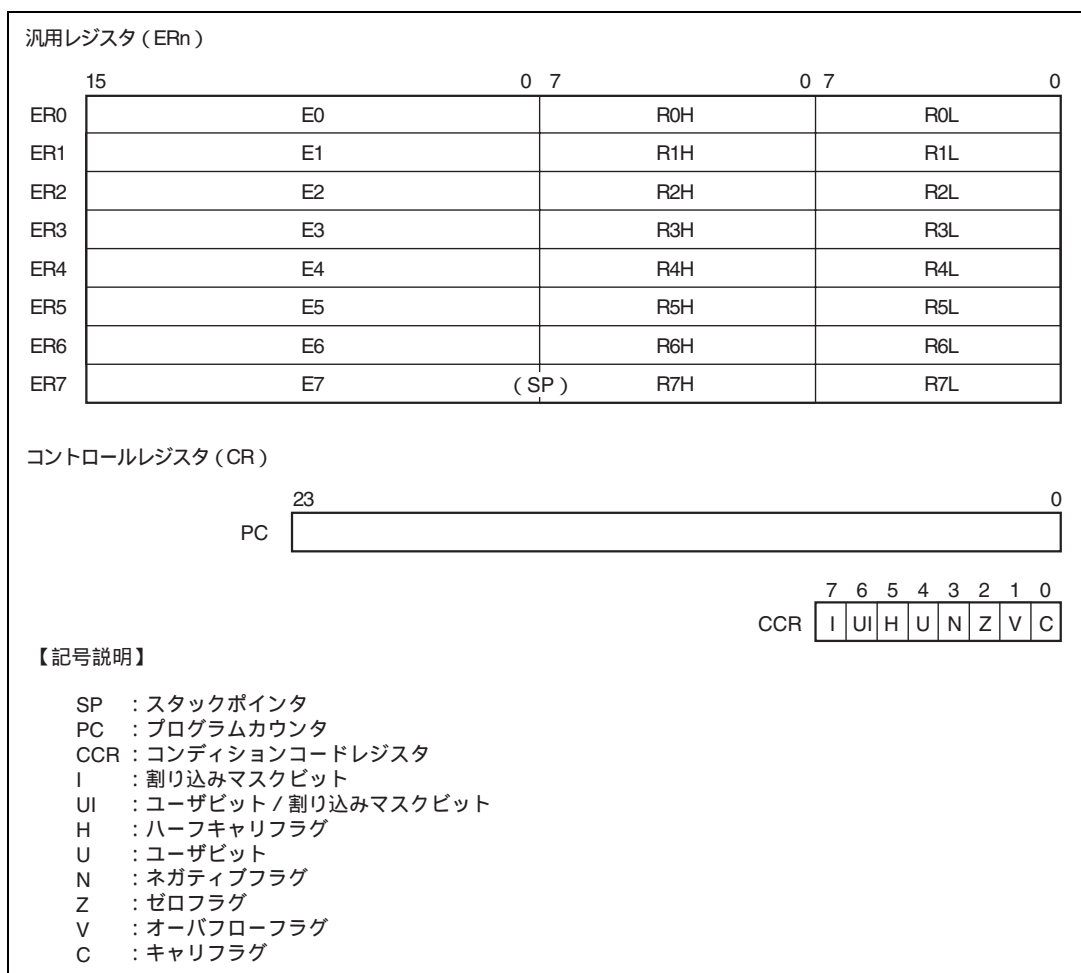 汎用レジスタ ( ERn )
15 0 7 0 7 0
ER0 E0 R0H R0L
ER1 E1 R1H R1L
ER2 E2 R2H R2L
ER3 E3 R3H R3L
ER4 E4 R4H R4L
ER5 E5 R5H R5L
ER6 E6 R6H R6L
ER7 E7 ( SP ) R7H R7L
コントロールレジスタ ( CR )
23 0
PC
7 6 5 4 3 2 1 0
CCR I UI H U N Z V C
【記号説明】
SP ：スタックポインタ
PC ：プログラムカウンタ
CCR ：コンディションコードレジスタ
I ：割り込みマスクビット
UI ：ユーザビット / 割り込みマスクビット
H ：ハーフキャリフラグ
U ：ユーザビット
N ：ネガティブフラグ
Z ：ゼロフラグ
V ：オーバフローフラグ
C ：キャリフラグ